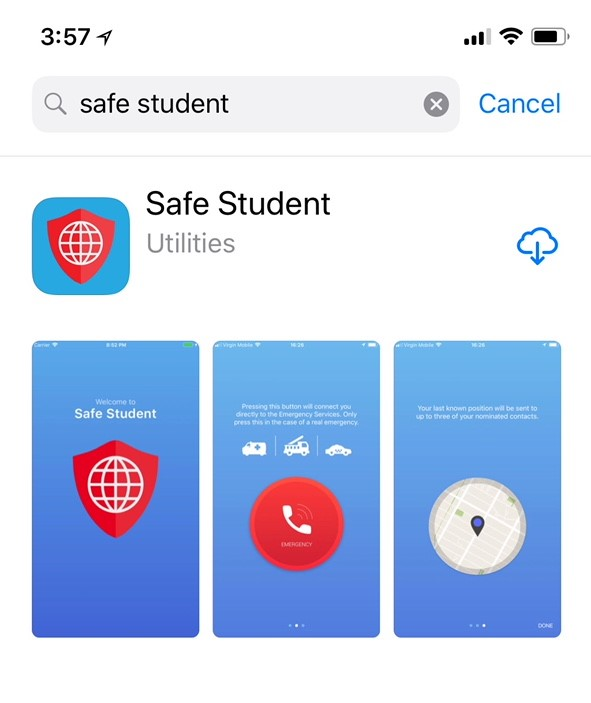 3:57
safe student
Cancel
Safe Student
Utilities
Carrier
8:52 PM
Welcome to
Safe Student
Virgin Mobile
16:26
Pressing this button will connect you
directly to the Emergency Services. Only
press this in the case of a real emergency.
EMERGENCY
Virgin Mobile
16:26
Your last known position will be sent to
up to three of your nominated contacts.
DONE